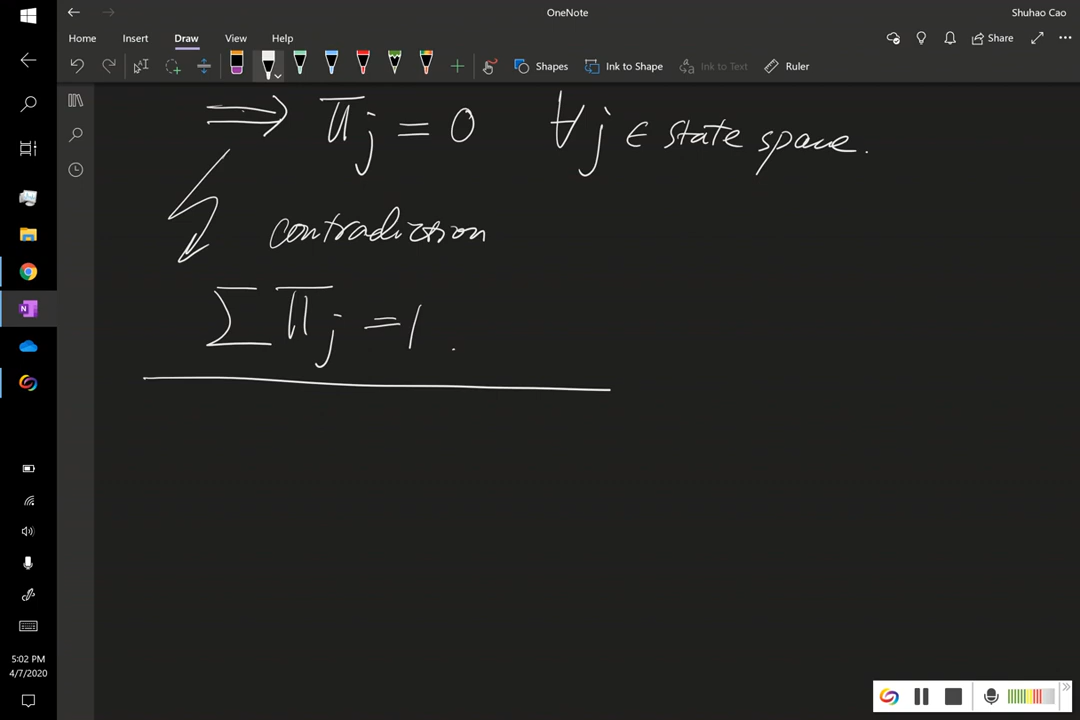 OneNote
Shuhao Cao
Home Insert Draw View Help
Share
Shapes
Ink to Shape
Ink to Text
Ruler
⟹ π_j = 0 ∀ j ∈ state space.
contradiction
∑ π_j = 1.
5:02 PM
4/7/2020